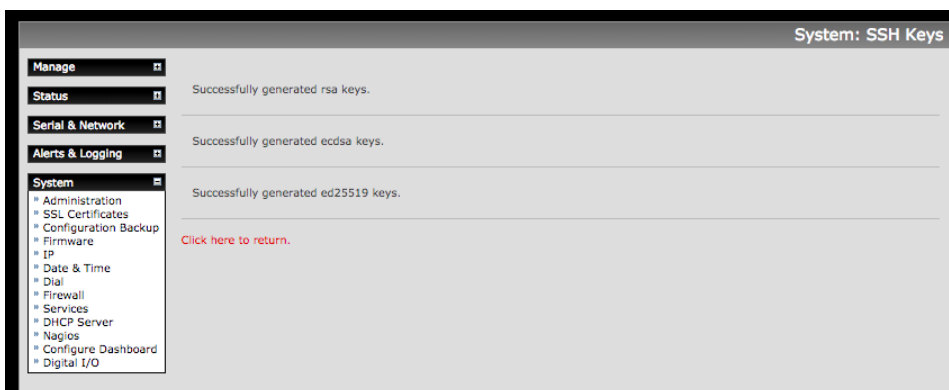 System: SSH Keys
Manage
Status
Serial & Network
Alerts & Logging
System
Administration
SSL Certificates
Configuration Backup
Firmware
IP
Date & Time
Dial
Firewall
Services
DHCP Server
Nagios
Configure Dashboard
Digital I/O
Successfully generated rsa keys.
Successfully generated ecdsa keys.
Successfully generated ed25519 keys.
Click here to return.